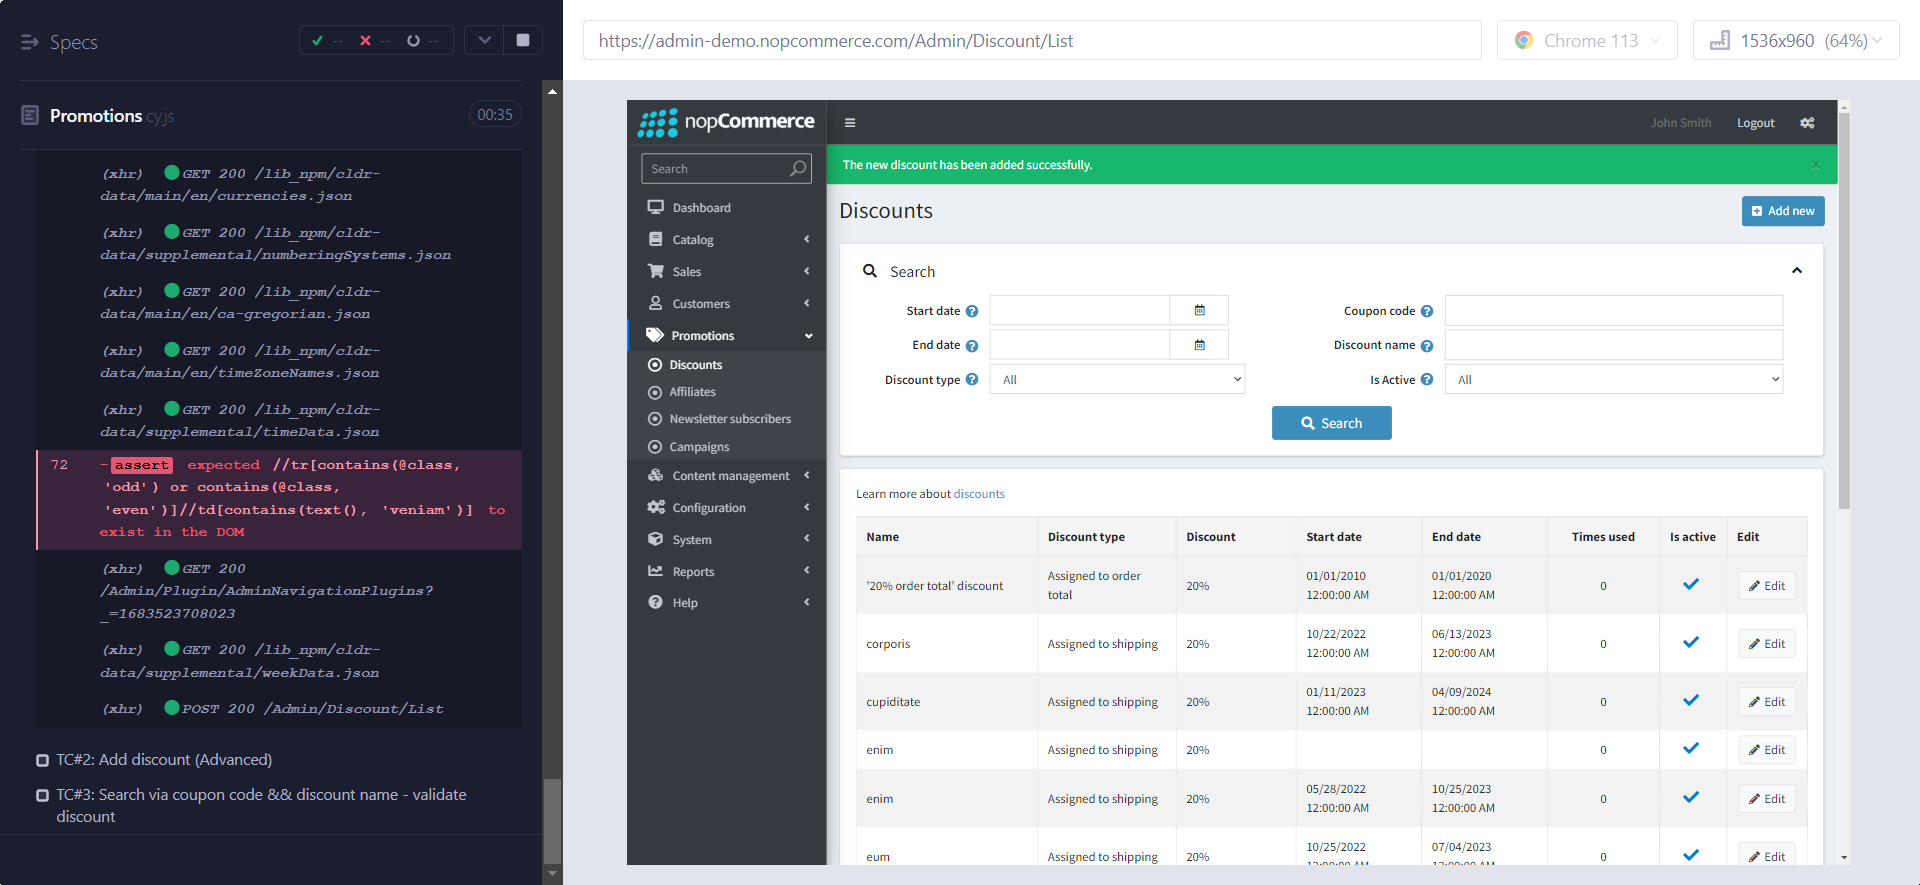 Specs
-- -- --
https://admin-demo.nopcommerce.com/Admin/Discount/List
Chrome 113
1536x960 (64%)
Promotions.cy.js
00:35
(xhr) GET 200 /lib_npm/cldr-
data/main/en/currencies.json
(xhr) GET 200 /lib_npm/cldr-
data/supplemental/numberingSystems.json
(xhr) GET 200 /lib_npm/cldr-
data/main/en/ca-gregorian.json
(xhr) GET 200 /lib_npm/cldr-
data/main/en/timeZoneNames.json
(xhr) GET 200 /lib_npm/cldr-
data/supplemental/timeData.json
72 -assert expected //tr[contains(@class,
'odd') or contains(@class,
'even')]//td[contains(text(), 'veniam')] to
exist in the DOM
(xhr) GET 200
/Admin/Plugin/AdminNavigationPlugins?
_=1683523708023
(xhr) GET 200 /lib_npm/cldr-
data/supplemental/weekData.json
(xhr) POST 200 /Admin/Discount/List
TC#2: Add discount (Advanced)
TC#3: Search via coupon code && discount name - validate
discount
nopCommerce
John Smith Logout
Search
Dashboard
Catalog
Sales
Customers
Promotions
Discounts
Affiliates
Newsletter subscribers
Campaigns
Content management
Configuration
System
Reports
Help
The new discount has been added successfully.
×
Discounts
Add new
Search
Start date
Coupon code
End date
Discount name
Discount type All
Is Active All
Search
Learn more about discounts
Name Discount type Discount Start date End date Times used Is active Edit
'20% order total' discount Assigned to order total 20% 01/01/2010 12:00:00 AM 01/01/2020 12:00:00 AM 0 Edit
corporis Assigned to shipping 20% 10/22/2022 12:00:00 AM 06/13/2023 12:00:00 AM 0 Edit
cupiditate Assigned to shipping 20% 01/11/2023 12:00:00 AM 04/09/2024 12:00:00 AM 0 Edit
enim Assigned to shipping 20% 0 Edit
enim Assigned to shipping 20% 05/28/2022 12:00:00 AM 10/25/2023 12:00:00 AM 0 Edit
eum Assigned to shipping 20% 10/25/2022 12:00:00 AM 07/04/2023 12:00:00 AM 0 Edit